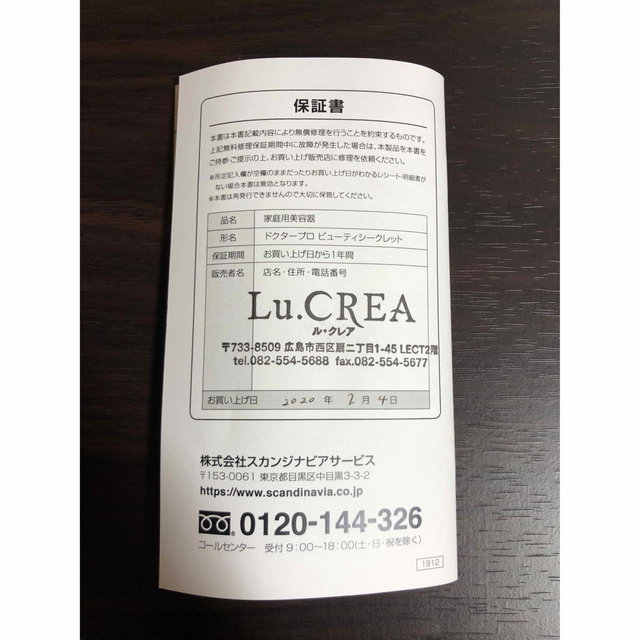 保証書
本書は本書記載内容により無償修理を行うことを約束するものです。
上記無料修理保証期間中に故障が発生した場合は、本製品を本書を
ご持参・ご提示の上、お買い上げ販売店に修理を依頼ください。
※所定記入欄が空欄のままだったりお買い上げ日がわかるレシート・明細書が
ない場合本書は無効となります。
※本書は再発行できませんので大切に保管してください。
品名 家庭用美容器
形名 ドクタープロ ビューティシークレット
保証期間 お買い上げ日から1年間
販売者名 店名・住所・電話番号
Lu.CREA
ル・クレア
〒733-8509 広島市西区扇二丁目1-45 LECT2階
tel.082-554-5688 fax.082-554-5677
お買い上げ日 2020 年 2 月 4 日
株式会社スカンジナビアサービス
〒153-0061 東京都目黒区中目黒3-3-2
https://www.scandinavia.co.jp
0120-144-326
コールセンター 受付 9:00〜18:00(土・日・祝を除く)
1912